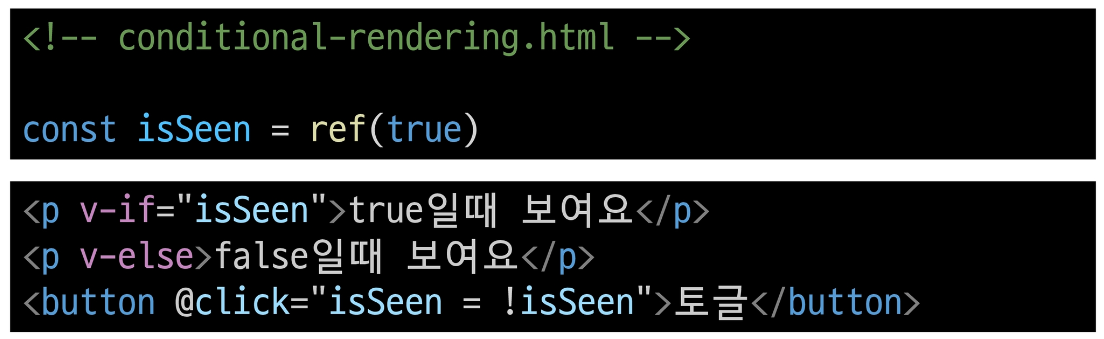 <!-- conditional-rendering.html -->
const isSeen = ref(true)
<p v-if="isSeen">true일때 보여요</p>
<p v-else>false일때 보여요</p>
<button @click="isSeen = !isSeen">토글</button>